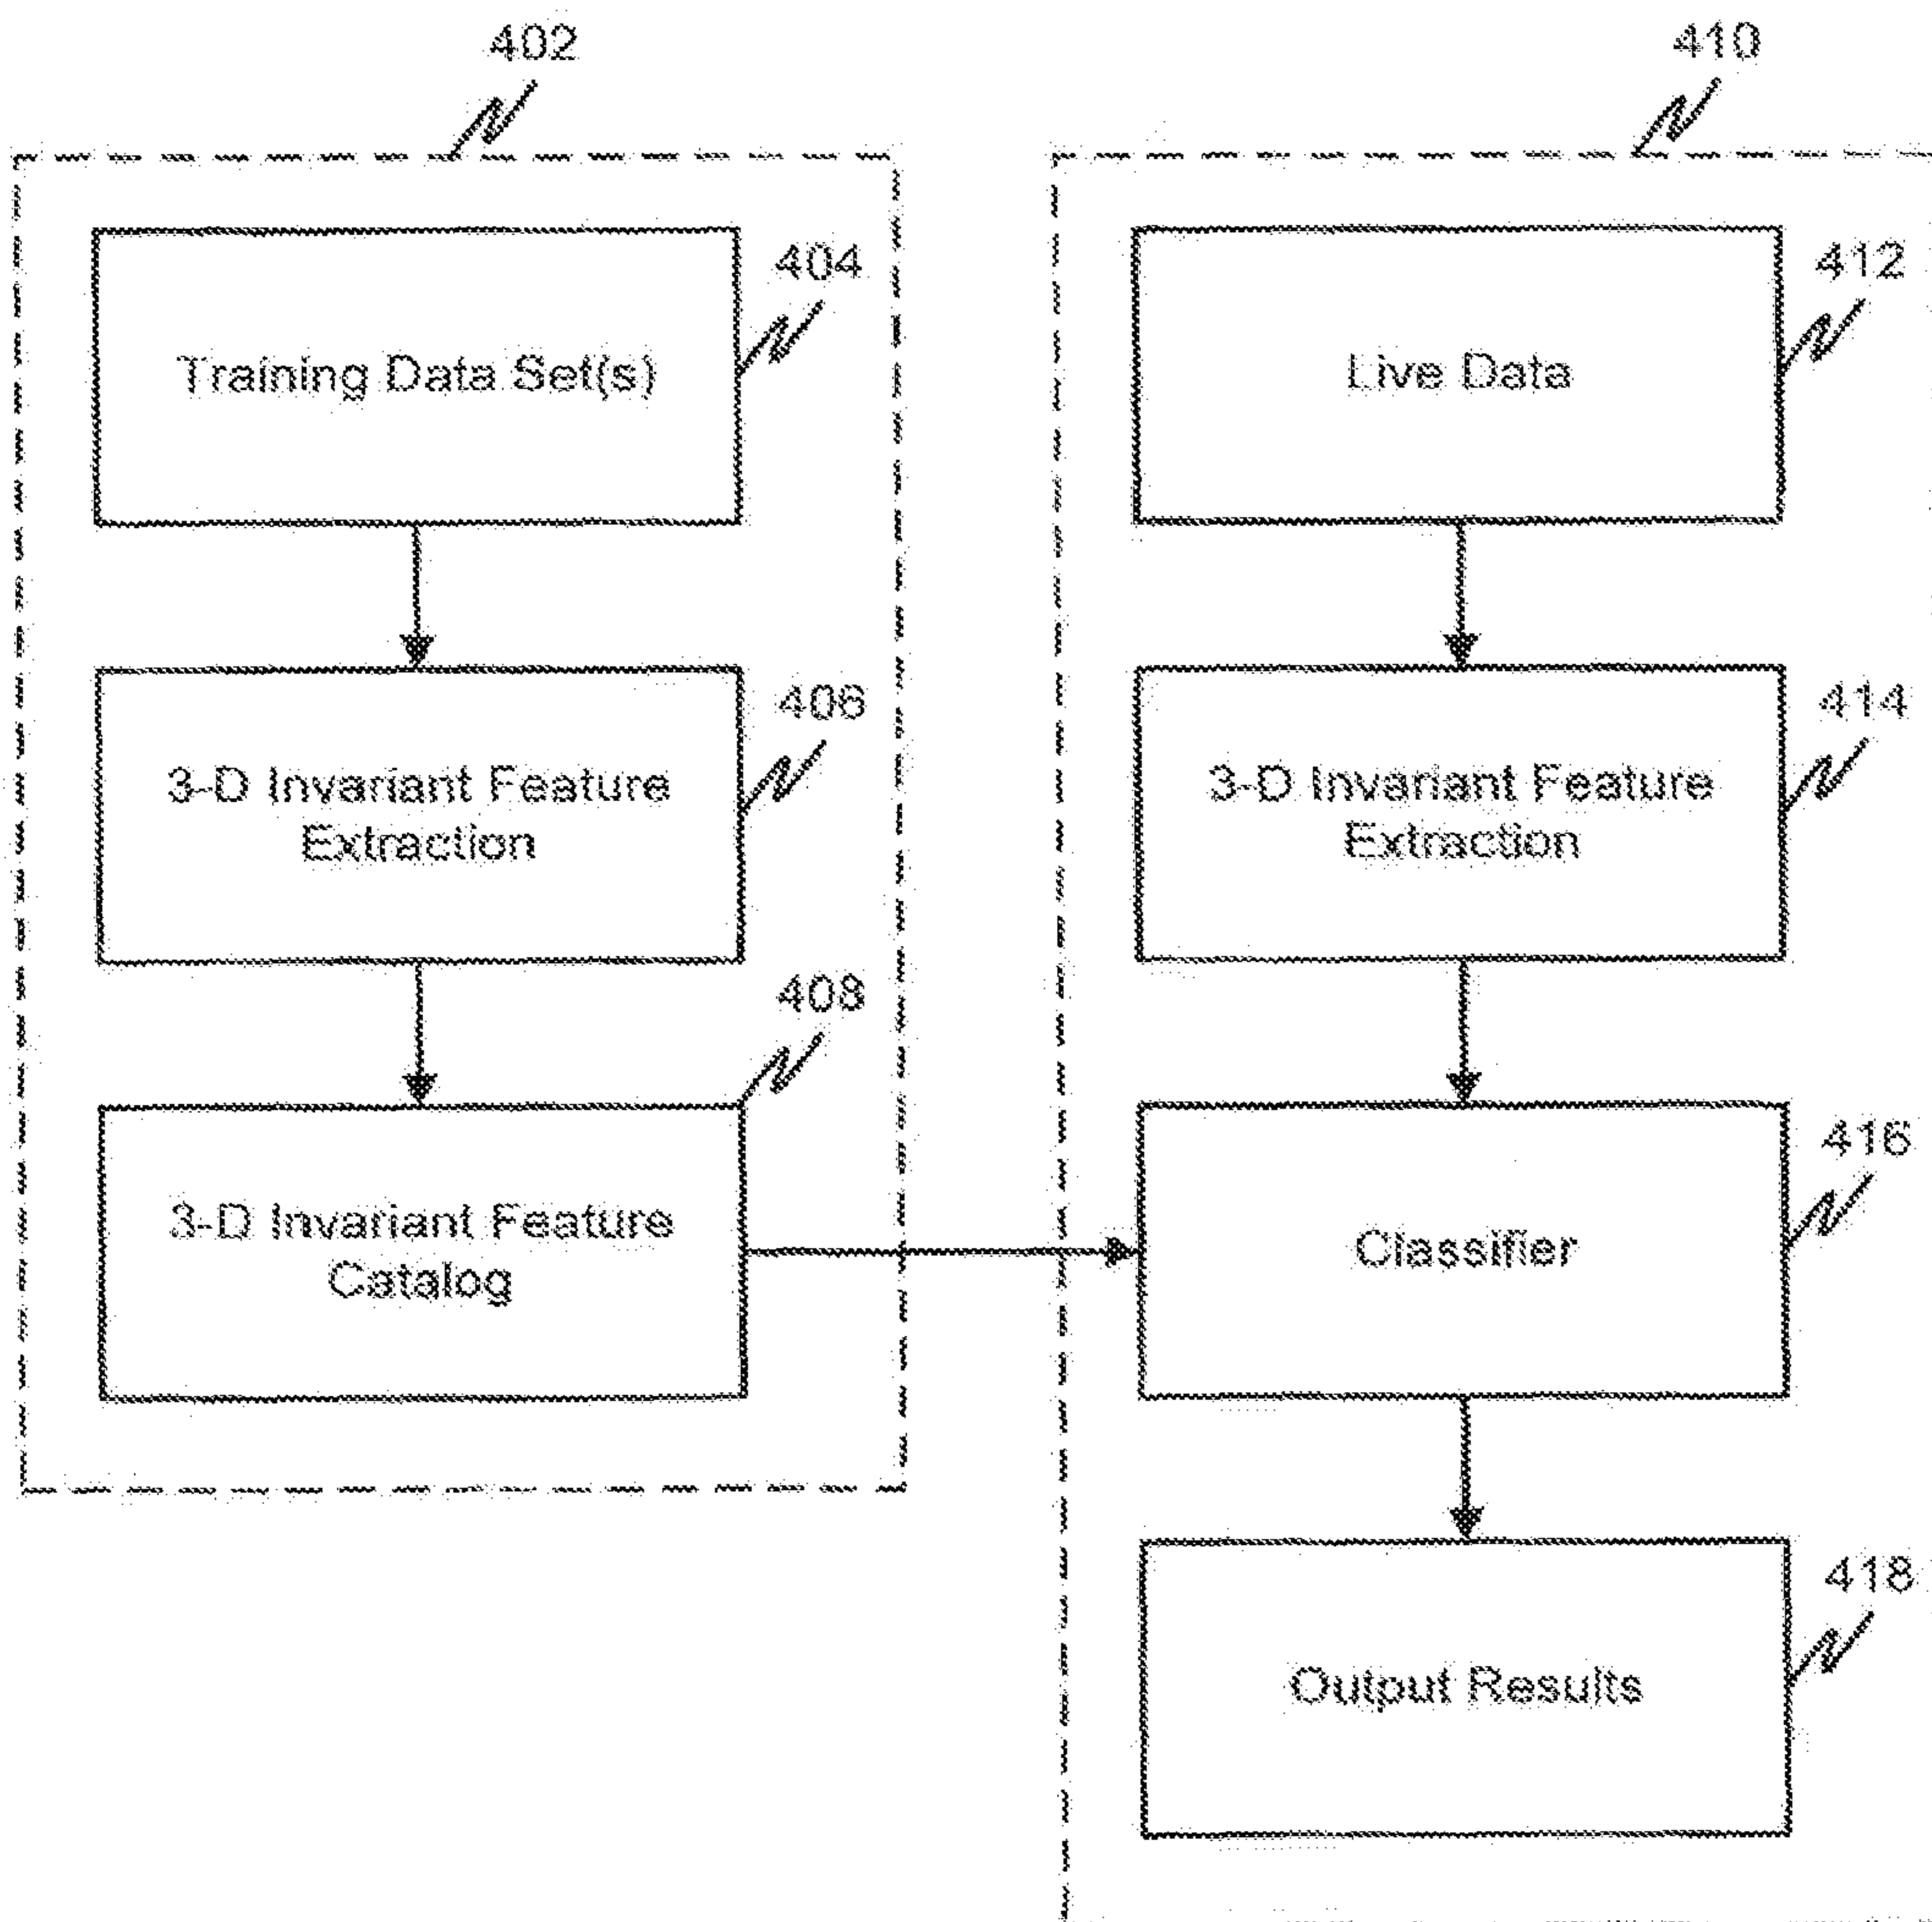 402
404
Training Data Set(s)
406
3-D Invariant Feature
Extraction
408
3-D Invariant Feature
Catalog
410
412
Live Data
414
3-D Invariant Feature
Extraction
416
Classifier
418
Output Results